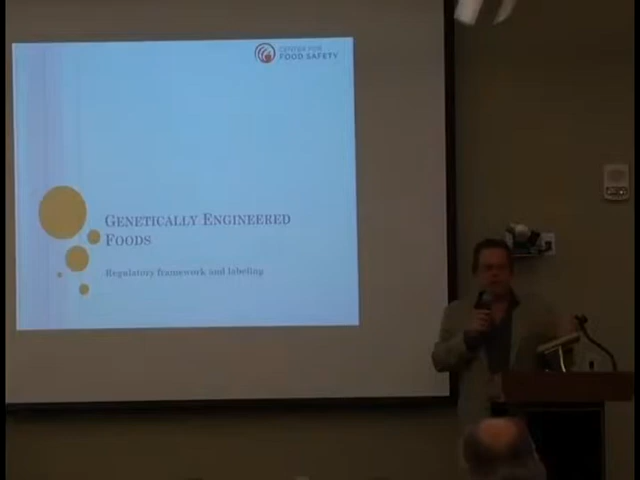 CENTER FOR
FOOD SAFETY
GENETICALLY ENGINEERED
FOODS
Regulatory framework and labeling